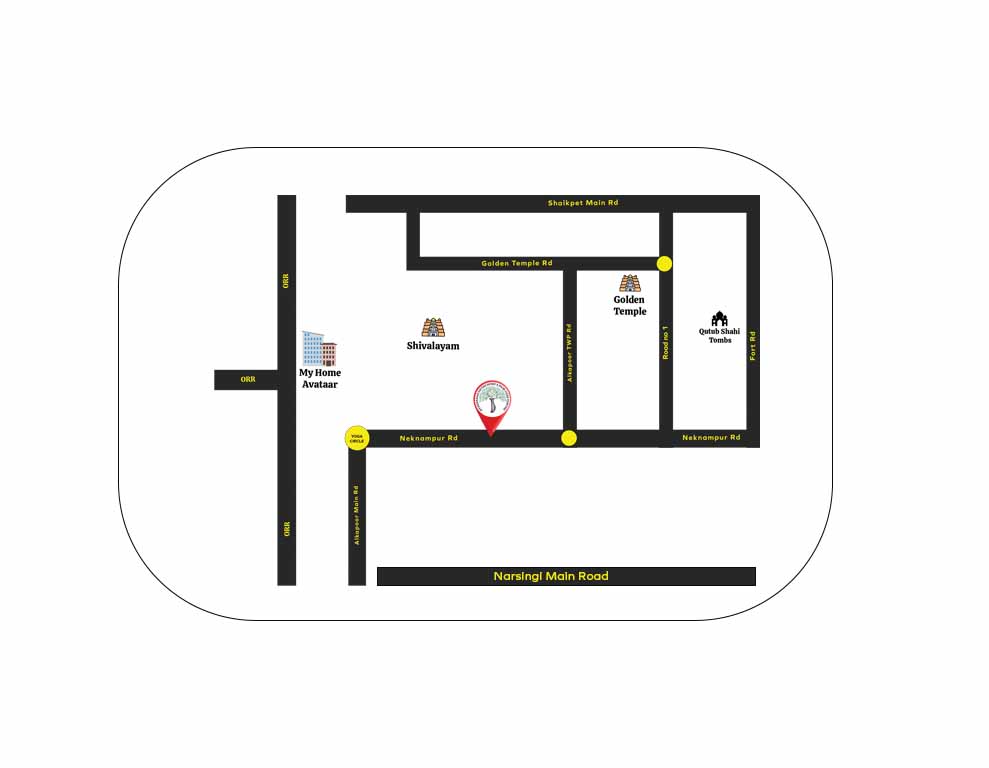 Shaikpet Main Rd
Golden Temple Rd
ORR
Golden
Temple
Shivalayam
Qutub Shahi
Tombs
Alkapoor TWP Rd
Road no 1
Fort Rd
My Home
Avataar
ORR
YOGA
CIRCLE
Neknampur Rd
Neknampur Rd
Alkapoor Main Rd
ORR
Narsingi Main Road